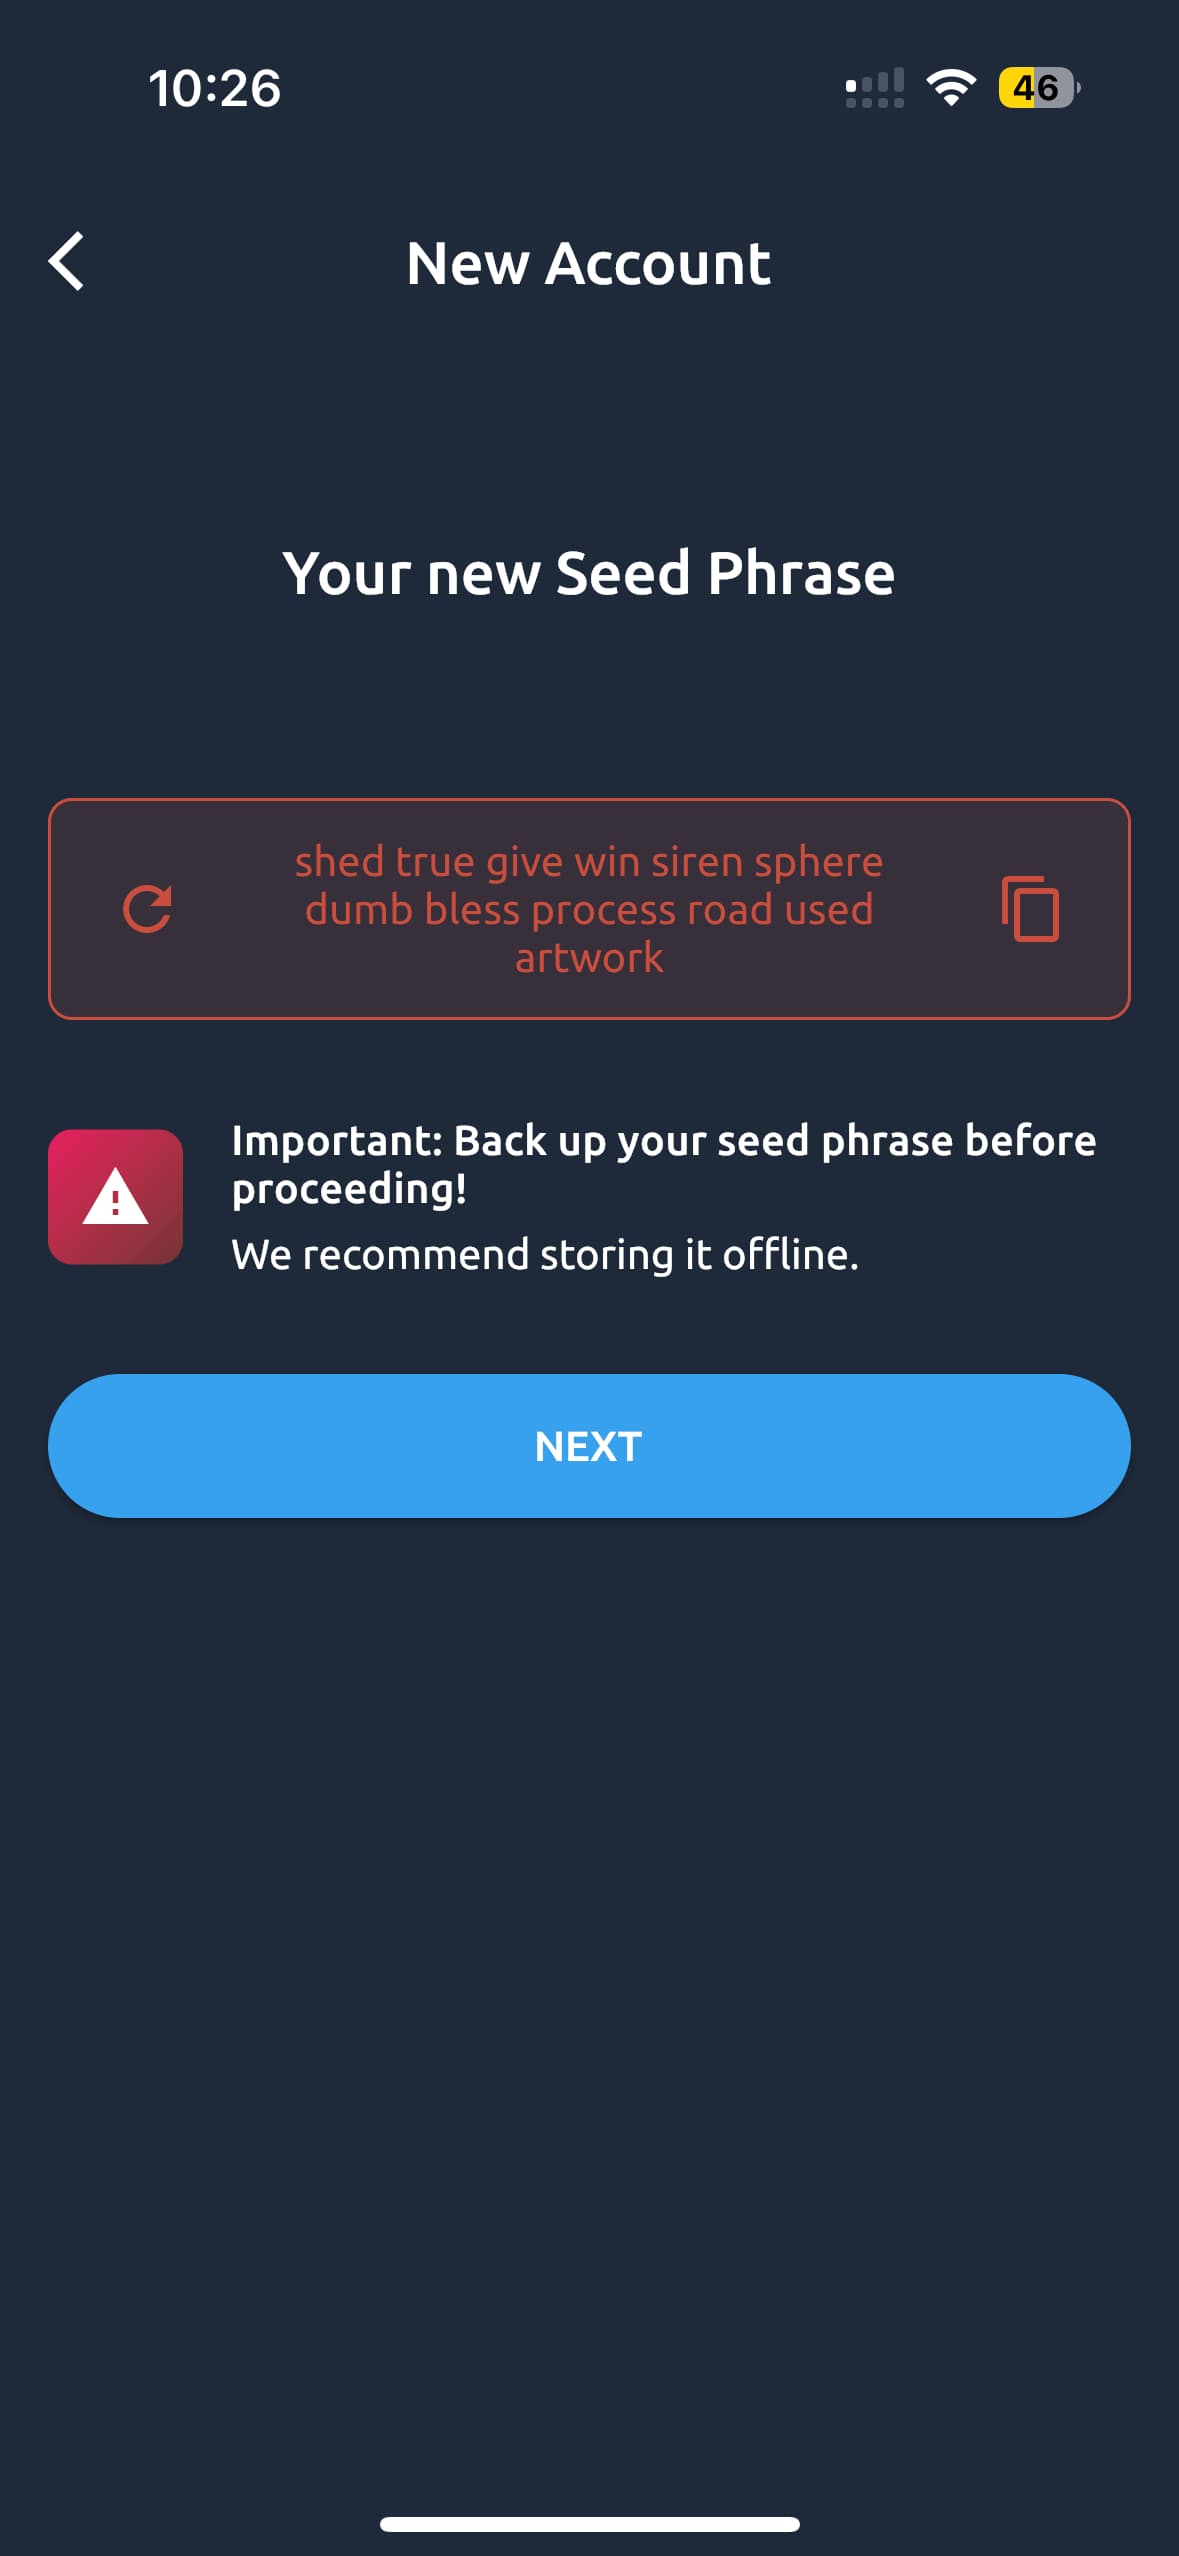 10:26
46
New Account
Your new Seed Phrase
shed true give win siren sphere
dumb bless process road used
artwork
Important: Back up your seed phrase before
proceeding!
We recommend storing it offline.
NEXT